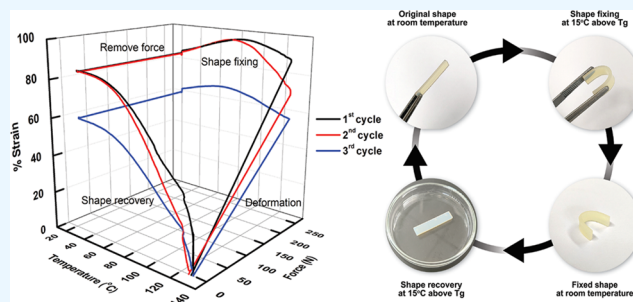 100
80
60
40
20
0
% Strain
Remove force
Shape fixing
Shape recovery
Deformation
1st cycle
2nd cycle
3rd cycle
20
40
60
80
100
120
140
Temperature (°C)
0
50
100
150
200
250
Force (N)
Original shape
at room temperature
Shape fixing
at 15°C above Tg
Shape recovery
at 15°C above Tg
Fixed shape
at room temperature